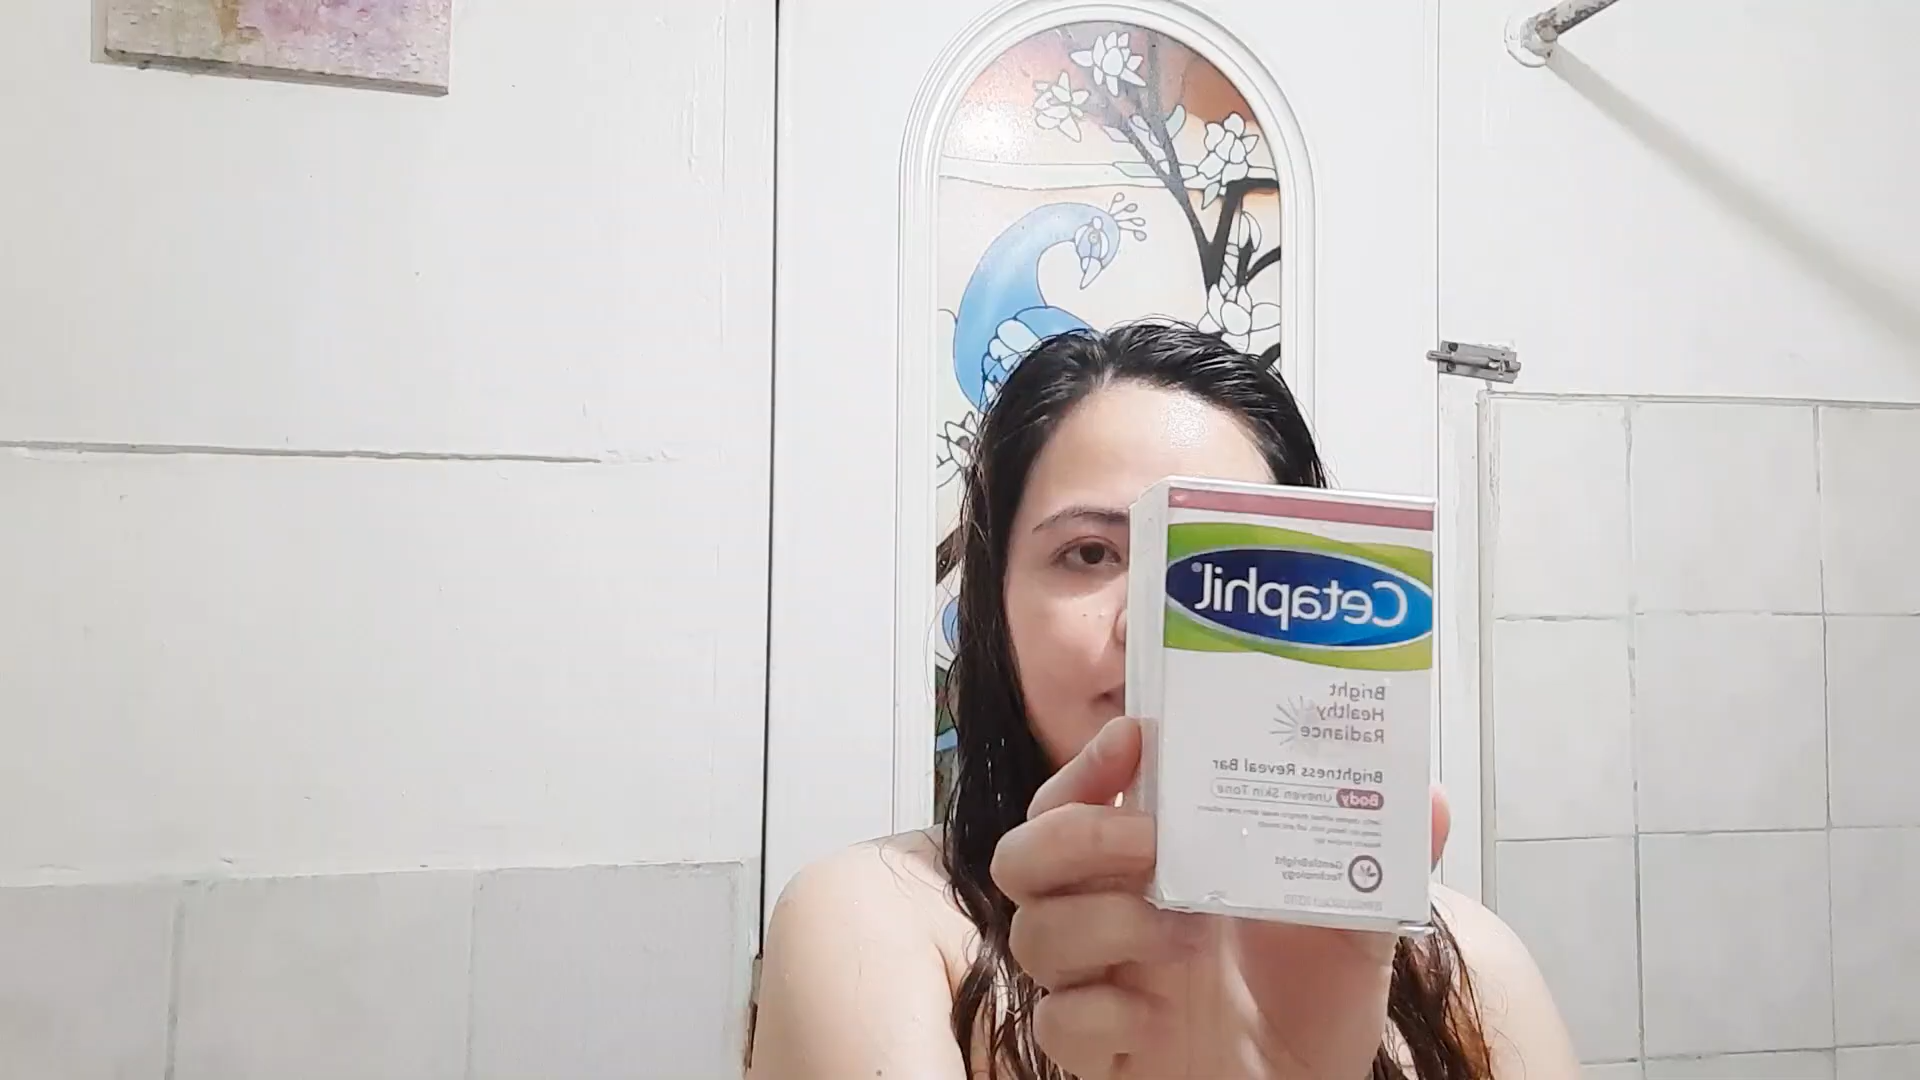 Cetaphil®
Bright
Healthy
Radiance
Brightness Reveal Bar
Body Uneven Skin Tone
GentleBright
Technology